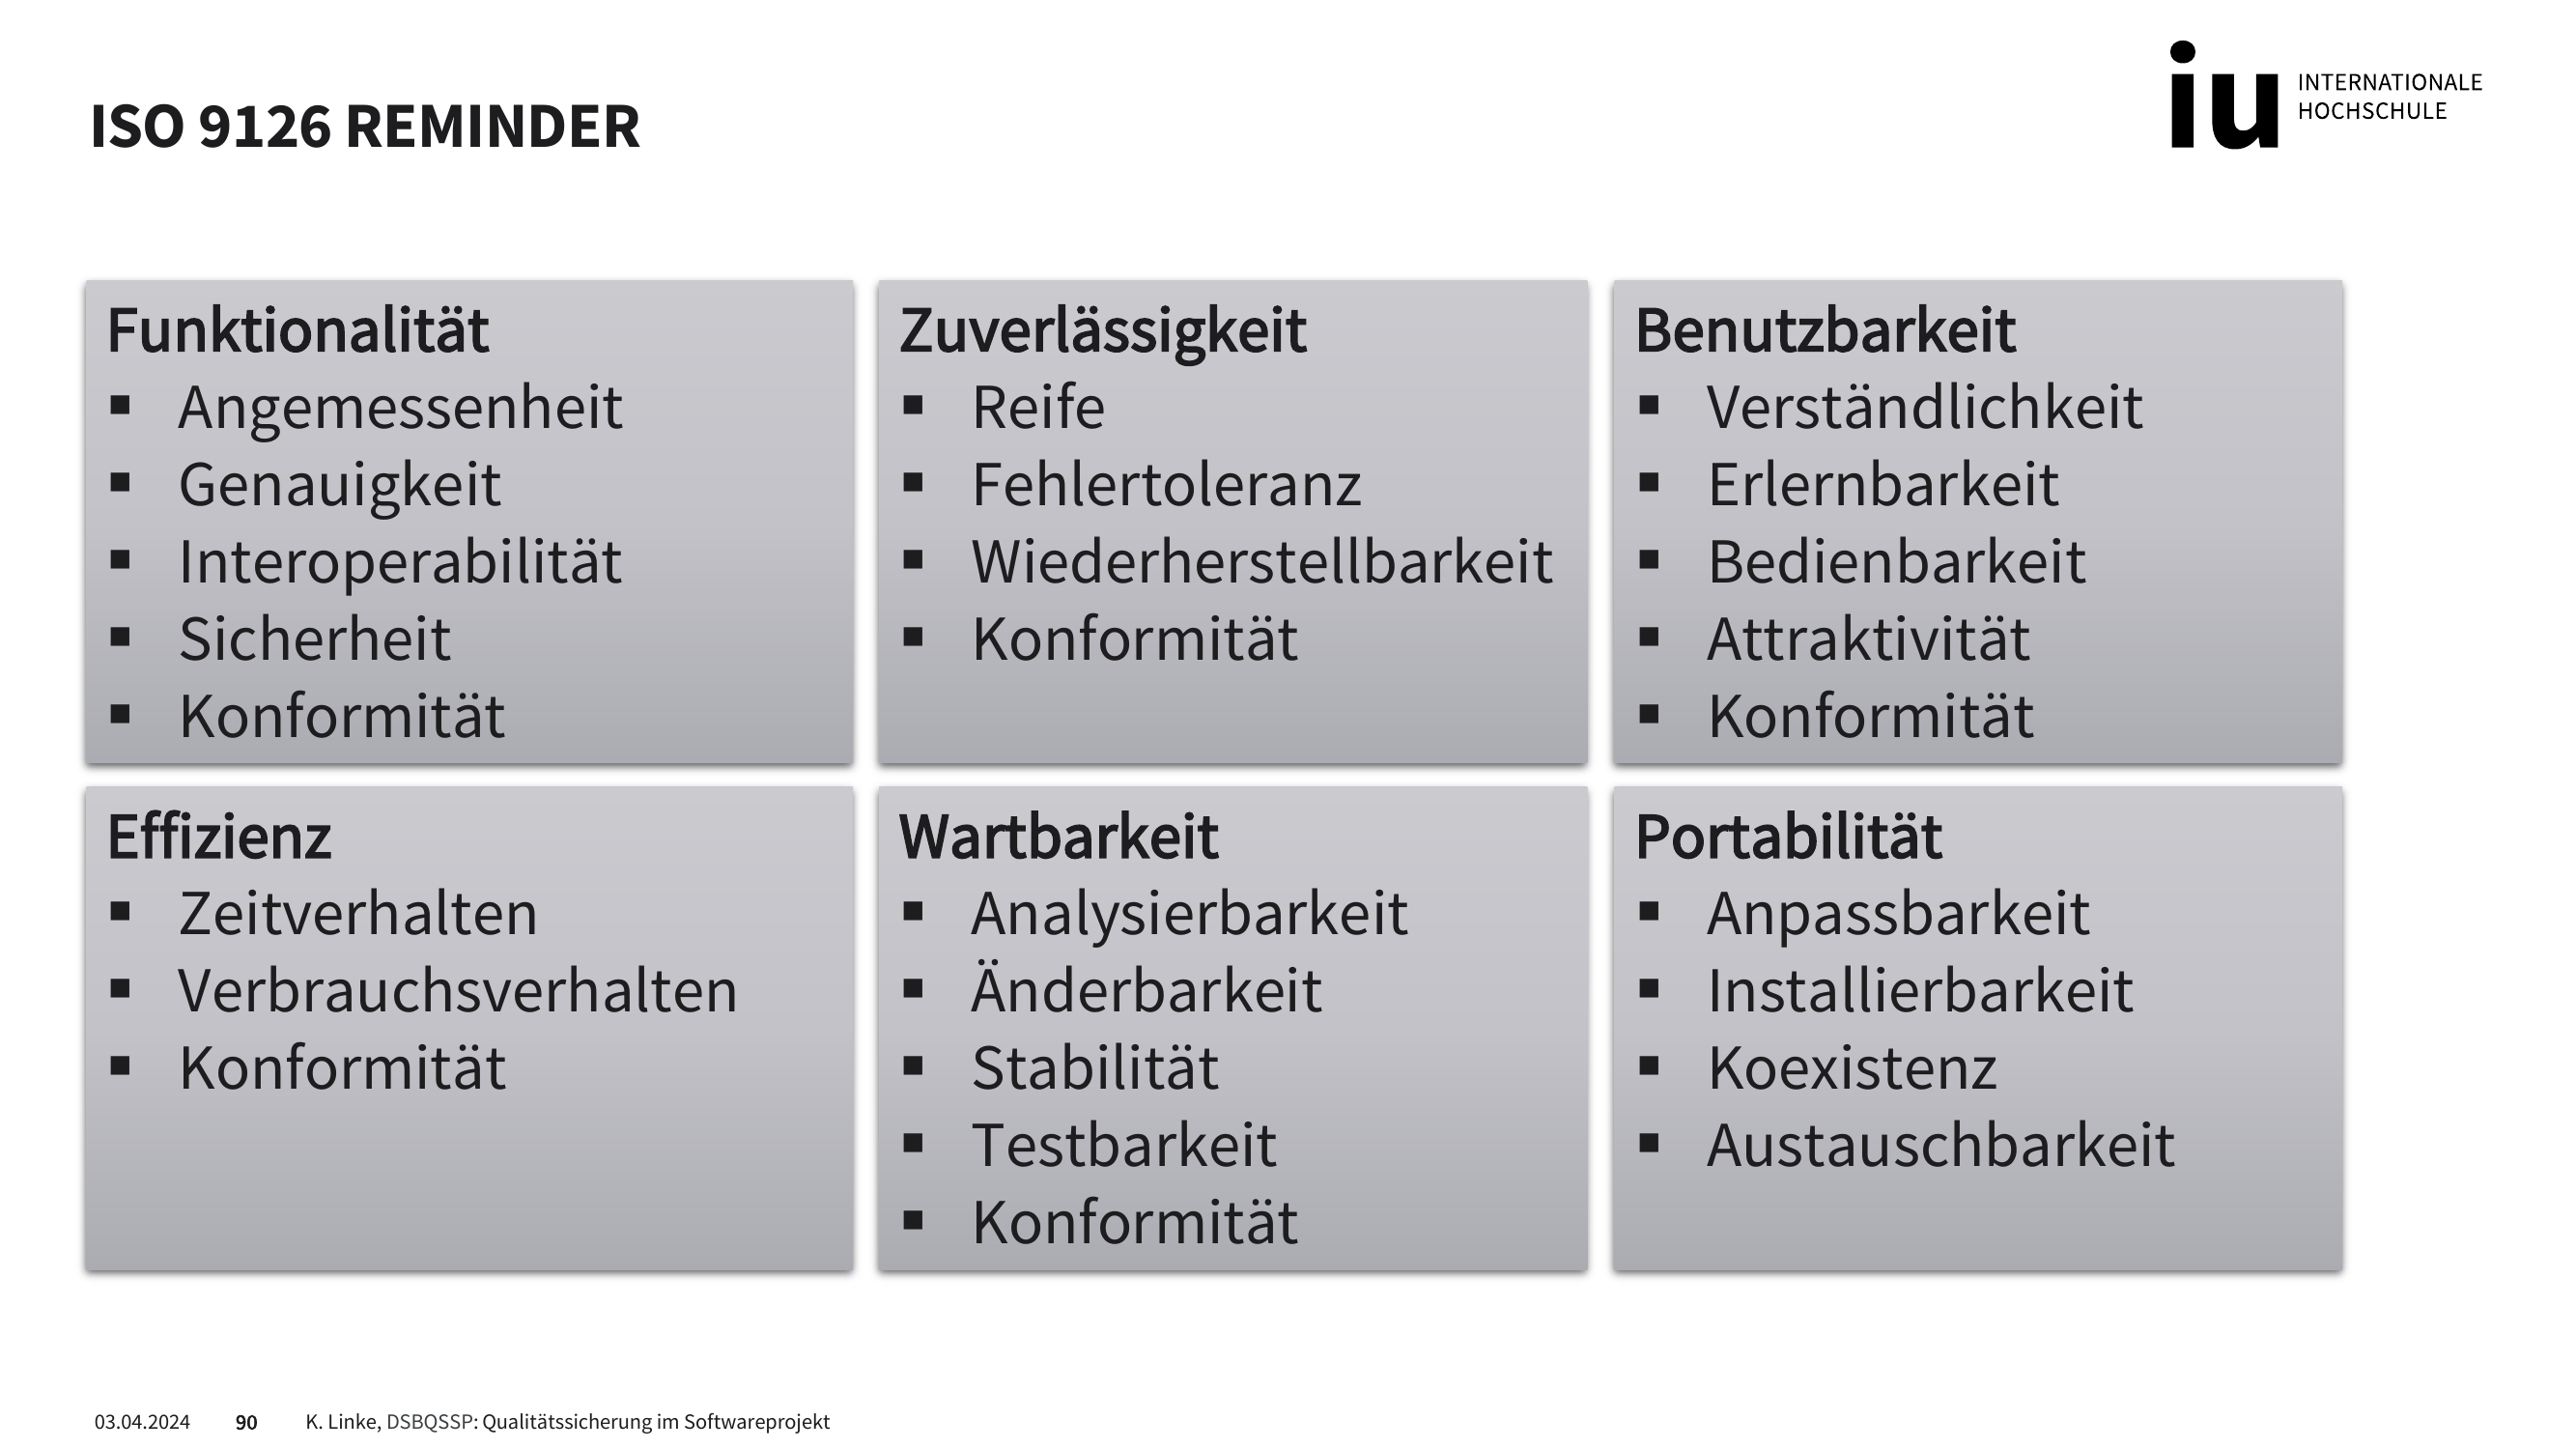 ISO 9126 REMINDER
iu INTERNATIONALE
HOCHSCHULE
Funktionalität
▪ Angemessenheit
▪ Genauigkeit
▪ Interoperabilität
▪ Sicherheit
▪ Konformität
Zuverlässigkeit
▪ Reife
▪ Fehlertoleranz
▪ Wiederherstellbarkeit
▪ Konformität
Benutzbarkeit
▪ Verständlichkeit
▪ Erlernbarkeit
▪ Bedienbarkeit
▪ Attraktivität
▪ Konformität
Effizienz
▪ Zeitverhalten
▪ Verbrauchsverhalten
▪ Konformität
Wartbarkeit
▪ Analysierbarkeit
▪ Änderbarkeit
▪ Stabilität
▪ Testbarkeit
▪ Konformität
Portabilität
▪ Anpassbarkeit
▪ Installierbarkeit
▪ Koexistenz
▪ Austauschbarkeit
03.04.2024 90 K. Linke, DSBQSSP: Qualitätssicherung im Softwareprojekt